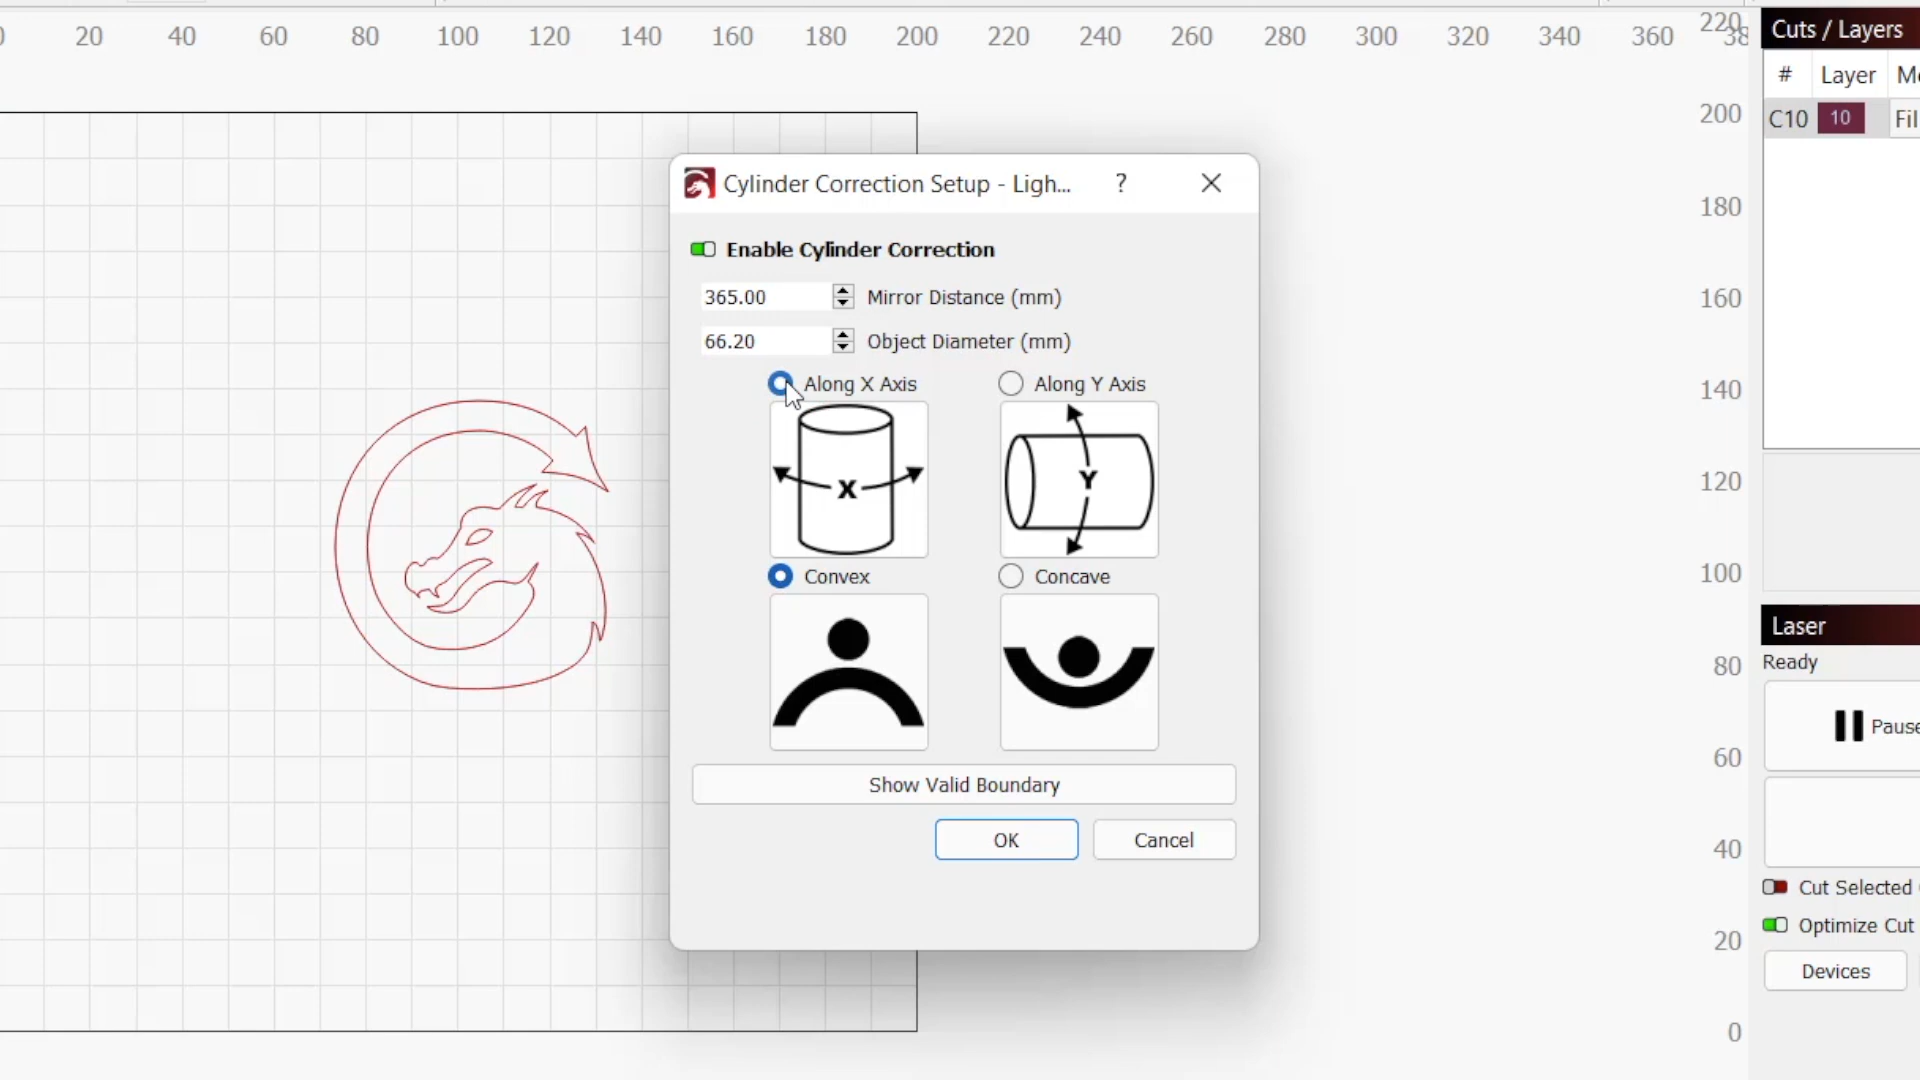 20 40 60 80 100 120 140 160 180 200 220 240 260 280 300 320 340 360
220
200
180
160
140
120
100
80
60
40
20
0
Cylinder Correction Setup - Ligh... ?
Enable Cylinder Correction
365.00 Mirror Distance (mm)
66.20 Object Diameter (mm)
Along X Axis Along Y Axis
X Y
Convex Concave
Show Valid Boundary
OK Cancel
Cuts / Layers
# Layer
C10 10 Fil
Laser
Ready
Pause
Cut Selected
Optimize Cut
Devices